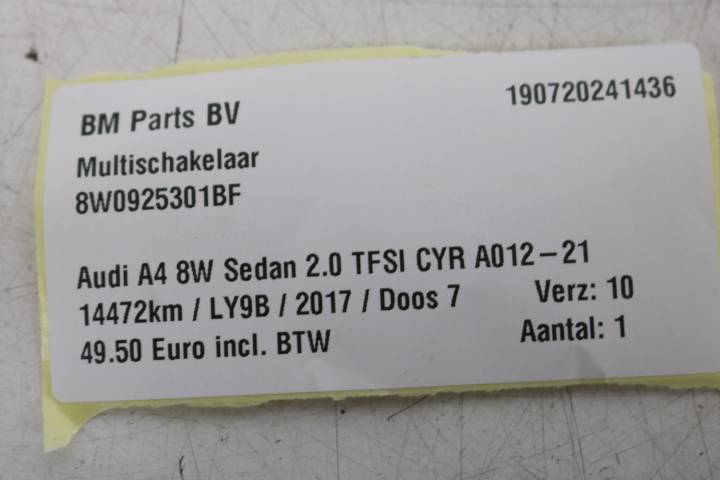 BM Parts BV 190720241436
Multischakelaar
8W0925301BF
Audi A4 8W Sedan 2.0 TFSI CYR A012-21
14472km / LY9B / 2017 / Doos 7 Verz: 10
49.50 Euro incl. BTW Aantal: 1